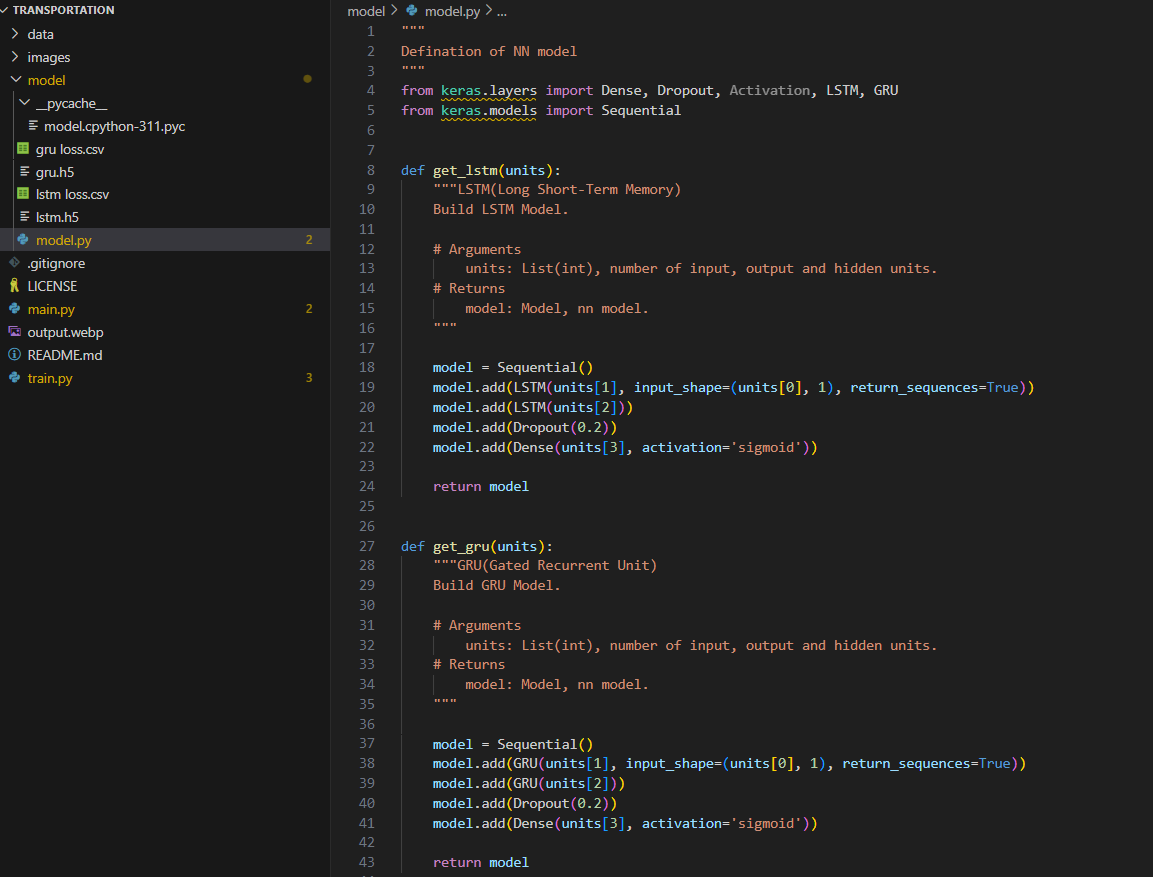 TRANSPORTATION
data
images
model
__pycache__
model.cpython-311.pyc
gru loss.csv
gru.h5
lstm loss.csv
lstm.h5
model.py 2
.gitignore
LICENSE
main.py 2
output.webp
README.md
train.py 3
model > model.py > ...
1 """
2 Defination of NN model
3 """
4 from keras.layers import Dense, Dropout, Activation, LSTM, GRU
5 from keras.models import Sequential
6
7
8 def get_lstm(units):
9     """LSTM(Long Short-Term Memory)
10     Build LSTM Model.
11
12     # Arguments
13         units: List(int), number of input, output and hidden units.
14     # Returns
15         model: Model, nn model.
16     """
17
18     model = Sequential()
19     model.add(LSTM(units[1], input_shape=(units[0], 1), return_sequences=True))
20     model.add(LSTM(units[2]))
21     model.add(Dropout(0.2))
22     model.add(Dense(units[3], activation='sigmoid'))
23
24     return model
25
26
27 def get_gru(units):
28     """GRU(Gated Recurrent Unit)
29     Build GRU Model.
30
31     # Arguments
32         units: List(int), number of input, output and hidden units.
33     # Returns
34         model: Model, nn model.
35     """
36
37     model = Sequential()
38     model.add(GRU(units[1], input_shape=(units[0], 1), return_sequences=True))
39     model.add(GRU(units[2]))
40     model.add(Dropout(0.2))
41     model.add(Dense(units[3], activation='sigmoid'))
42
43     return model